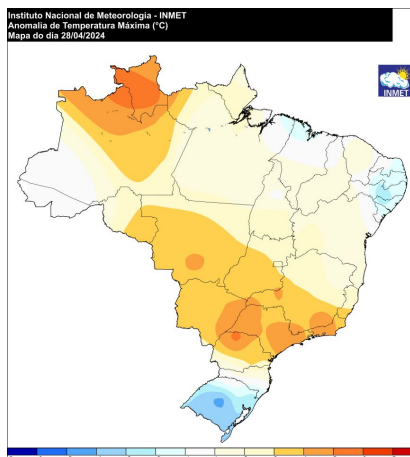 Instituto Nacional de Meteorologia - INMET
Anomalia de Temperatura Máxima (°C)
Mapa do dia 28/04/2024
INMET